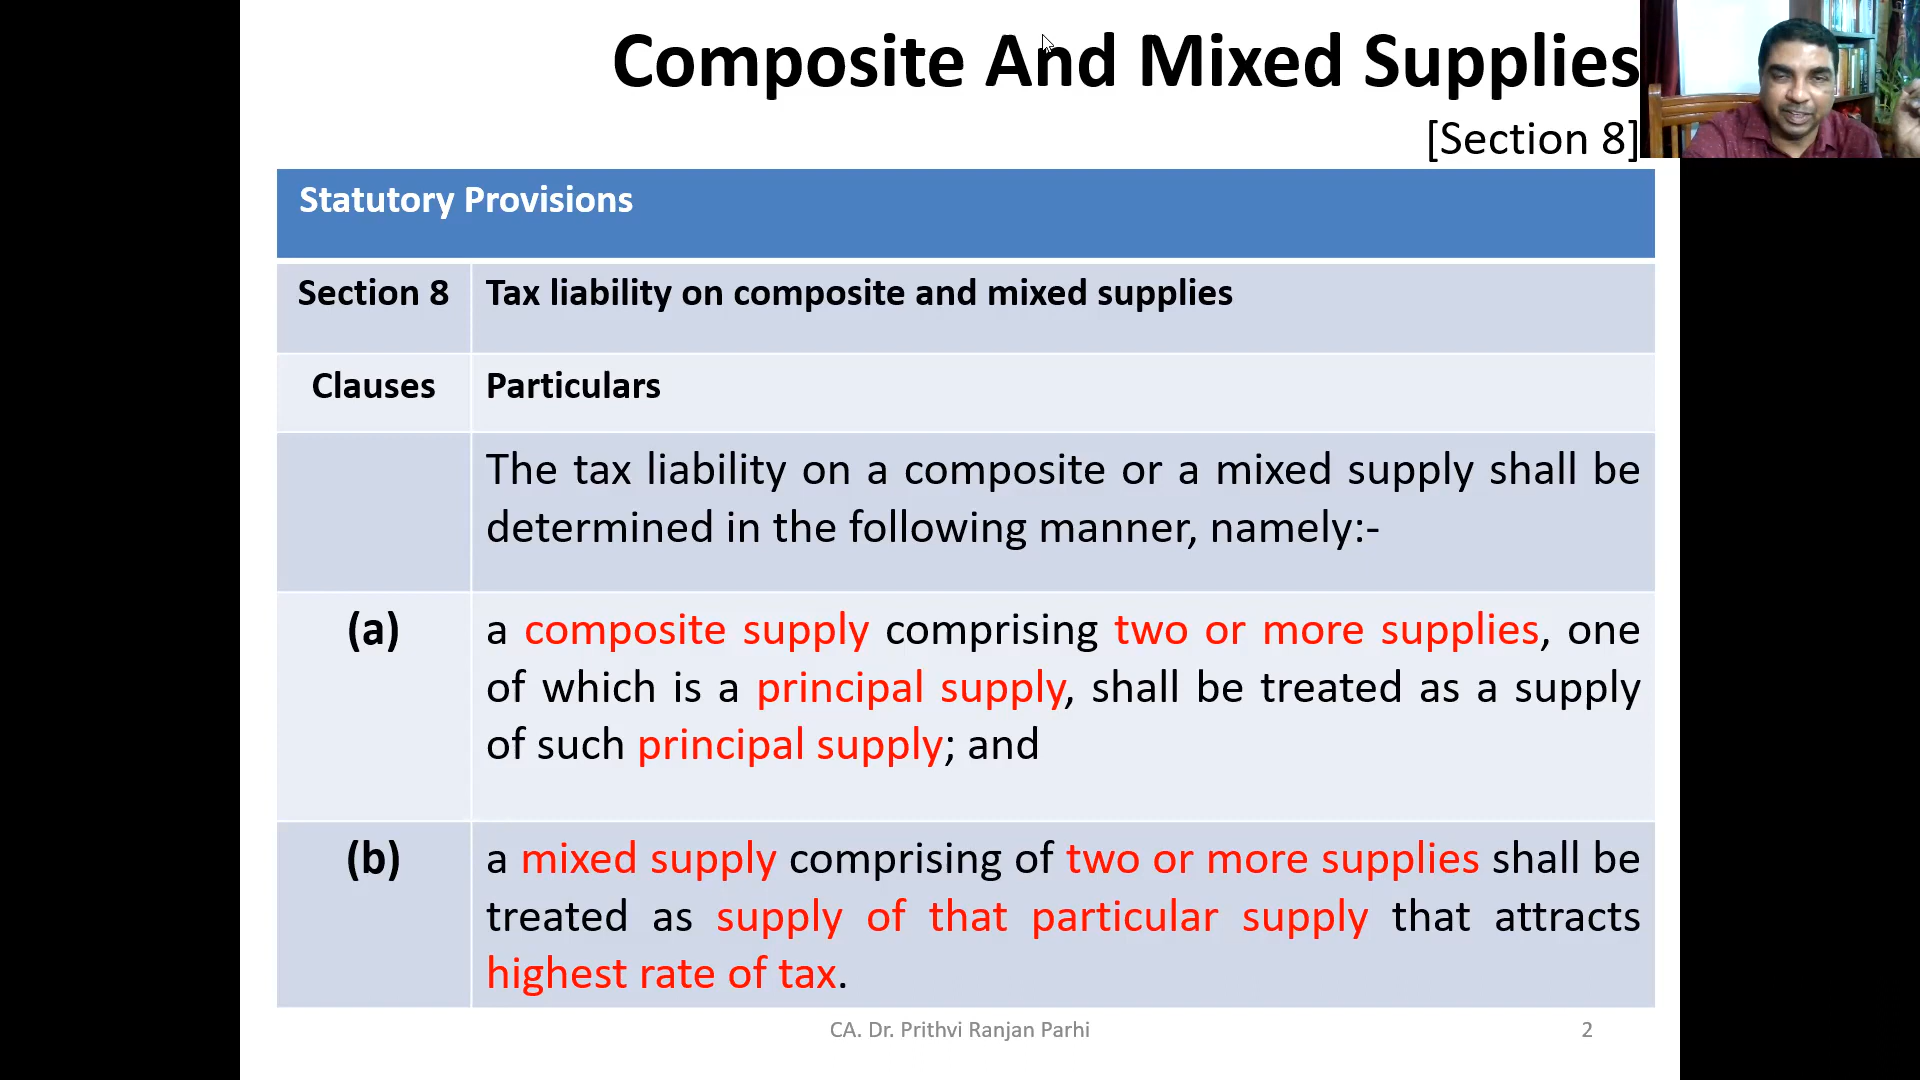 Composite And Mixed Supplies
[Section 8]
Statutory Provisions
Section 8 Tax liability on composite and mixed supplies
Clauses Particulars
The tax liability on a composite or a mixed supply shall be
determined in the following manner, namely:-
(a) a composite supply comprising two or more supplies, one
of which is a principal supply, shall be treated as a supply
of such principal supply; and
(b) a mixed supply comprising of two or more supplies shall be
treated as supply of that particular supply that attracts
highest rate of tax.
CA. Dr. Prithvi Ranjan Parhi 2